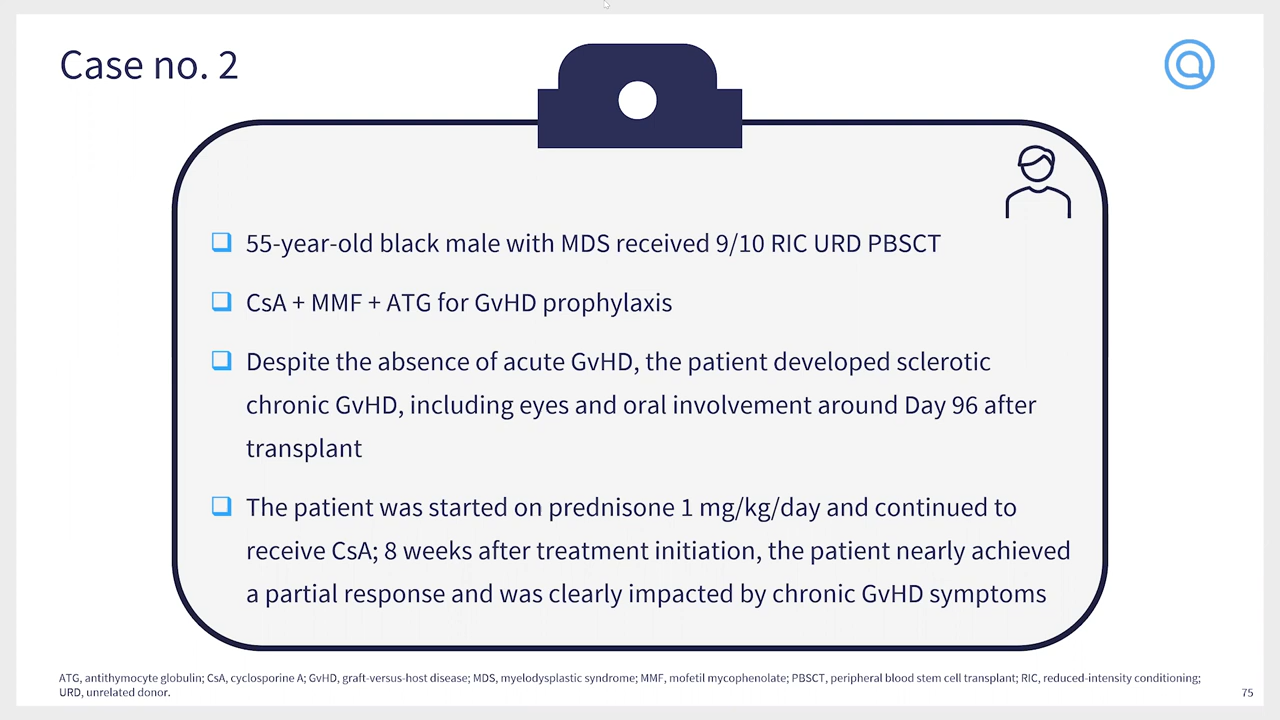 Case no. 2
55-year-old black male with MDS received 9/10 RIC URD PBSCT
CsA + MMF + ATG for GvHD prophylaxis
Despite the absence of acute GvHD, the patient developed sclerotic
chronic GvHD, including eyes and oral involvement around Day 96 after
transplant
The patient was started on prednisone 1 mg/kg/day and continued to
receive CsA; 8 weeks after treatment initiation, the patient nearly achieved
a partial response and was clearly impacted by chronic GvHD symptoms
ATG, antithymocyte globulin; CsA, cyclosporine A; GvHD, graft-versus-host disease; MDS, myelodysplastic syndrome; MMF, mofetil mycophenolate; PBSCT, peripheral blood stem cell transplant; RIC, reduced-intensity conditioning;
URD, unrelated donor.
75